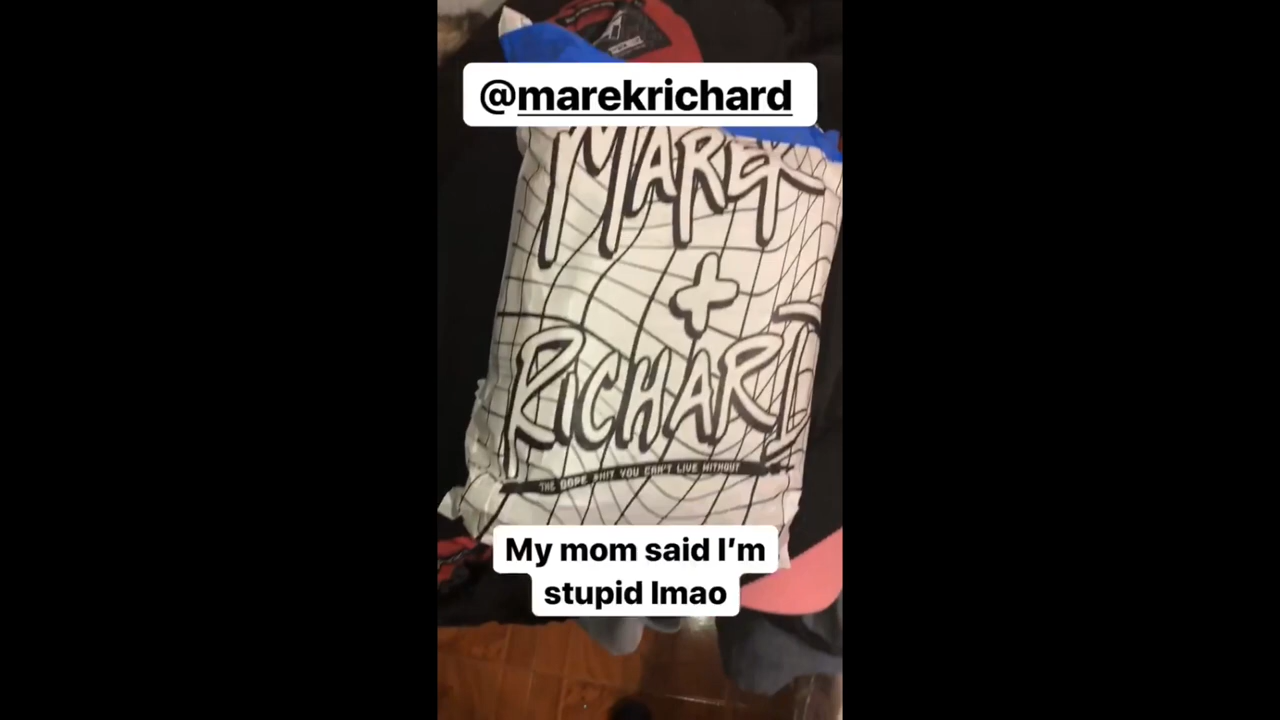 @marekrichard
MAREK
+
RICHARD
THE DOPE SHIT YOU CAN'T LIVE WITHOUT
My mom said I’m
stupid lmao